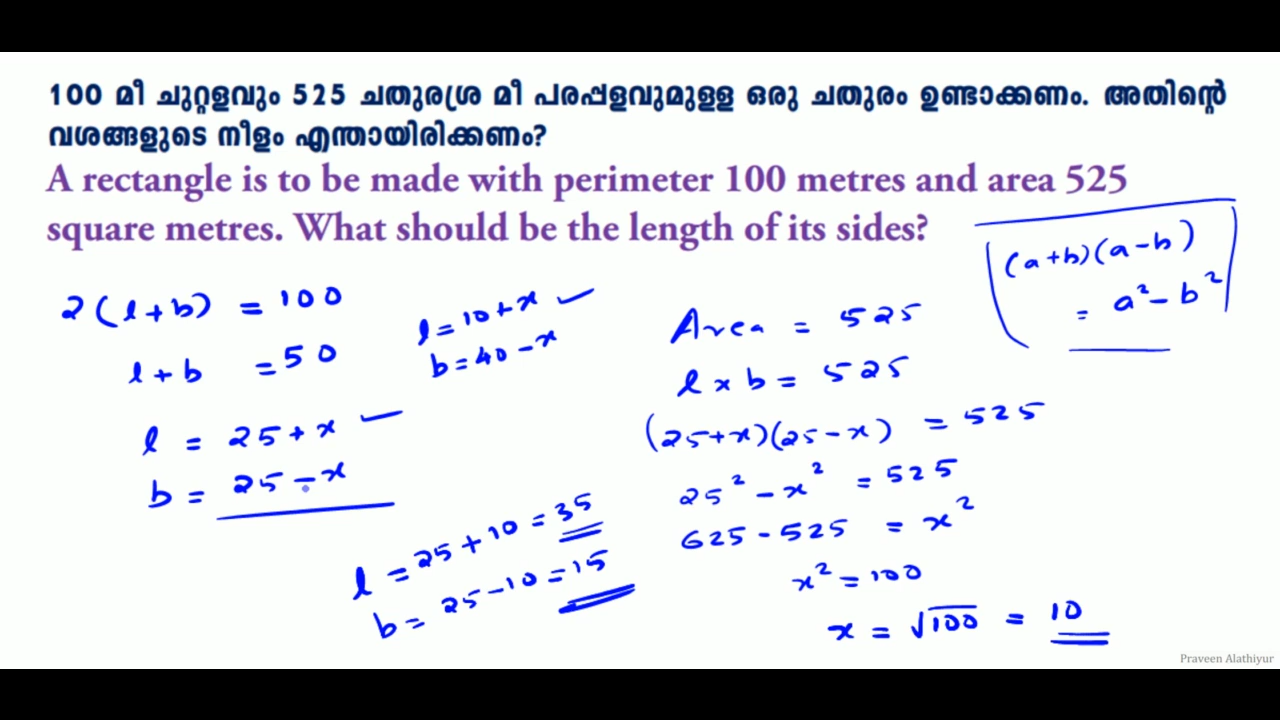 100 മീ ചുറ്റളവും 525 ചതുരശ്ര മീ പരപ്പളവുമുള്ള ഒരു ചതുരം ഉണ്ടാക്കണം. അതിന്റെ
വശങ്ങളുടെ നീളം എന്തായിരിക്കണം?
A rectangle is to be made with perimeter 100 metres and area 525
square metres. What should be the length of its sides?
2(l+b) = 100
l+b = 50
l = 25+x
b = 25-x
l = 10+x
b = 40-x
l = 25+10 = 35
b = 25-10 = 15
Area = 525
l x b = 525
(25+x)(25-x) = 525
25² - x² = 525
625 - 525 = x²
x² = 100
x = √100 = 10
(a+b)(a-b)
= a² - b²
Praveen Alathiyur